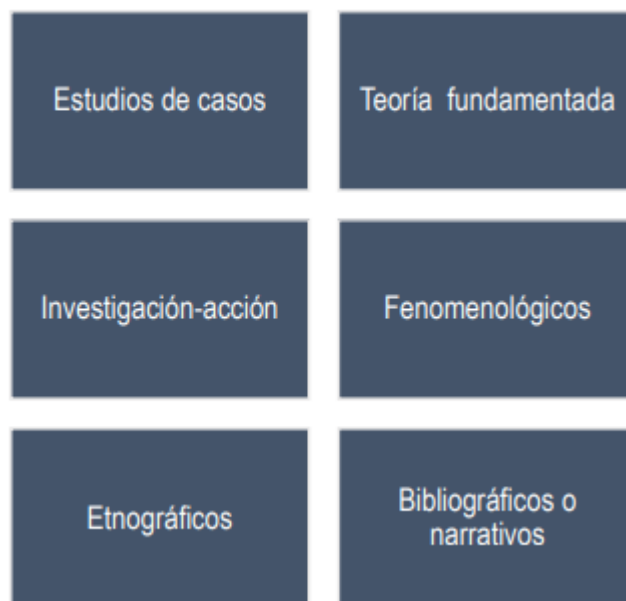 Estudios de casos
Teoría fundamentada
Investigación-acción
Fenomenológicos
Etnográficos
Bibliográficos o
narrativos